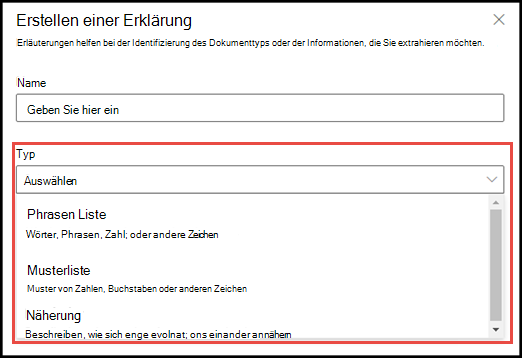 Erstellen einer Erklärung
Erläuterungen helfen bei der Identifizierung des Dokumenttyps oder der Informationen, die Sie extrahieren möchten.
Name
Geben Sie hier ein
Typ
Auswählen
Phrasen Liste
Wörter, Phrasen, Zahl; oder andere Zeichen
Musterliste
Muster von Zahlen, Buchstaben oder anderen Zeichen
Näherung
Beschreiben, wie sich enge evolnat; ons einander annähern